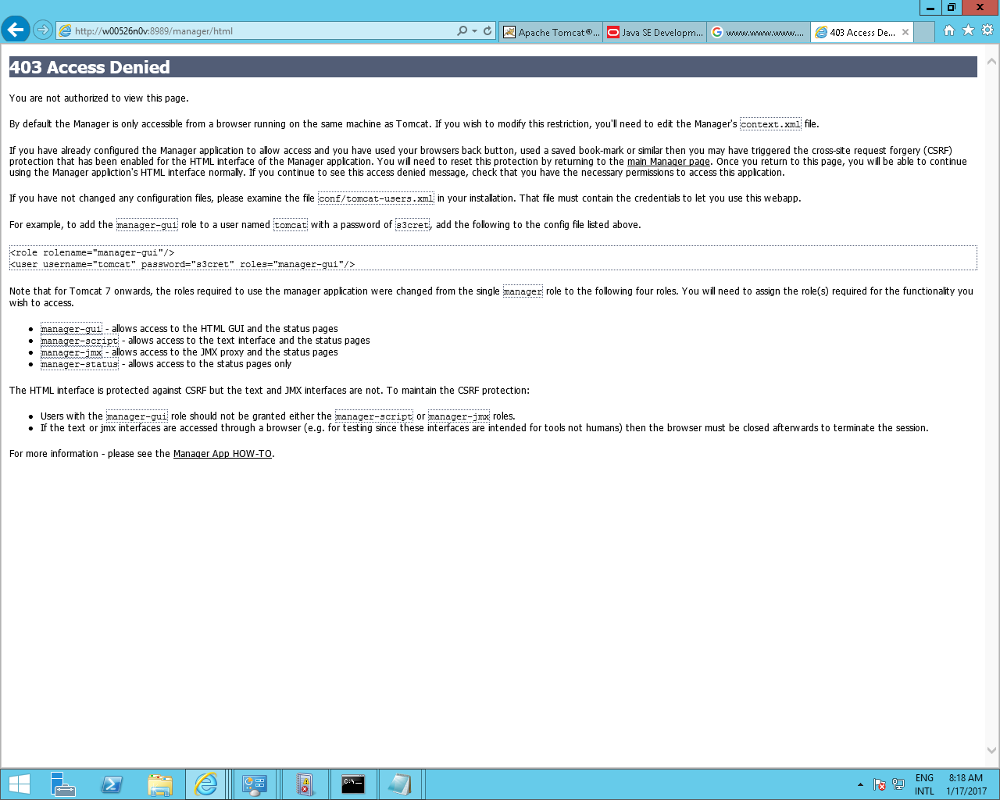 http://w00526n0v:8989/manager/html
Apache Tomcat®...
Java SE Developm...
www.www.www....
403 Access De...
403 Access Denied
You are not authorized to view this page.
By default the Manager is only accessible from a browser running on the same machine as Tomcat. If you wish to modify this restriction, you'll need to edit the Manager's context.xml file.
If you have already configured the Manager application to allow access and you have used your browsers back button, used a saved book-mark or similar then you may have triggered the cross-site request forgery (CSRF)
protection that has been enabled for the HTML interface of the Manager application. You will need to reset this protection by returning to the main Manager page. Once you return to this page, you will be able to continue
using the Manager appliction's HTML interface normally. If you continue to see this access denied message, check that you have the necessary permissions to access this application.
If you have not changed any configuration files, please examine the file conf/tomcat-users.xml in your installation. That file must contain the credentials to let you use this webapp.
For example, to add the manager-gui role to a user named tomcat with a password of s3cret, add the following to the config file listed above.
<role rolename="manager-gui"/>
<user username="tomcat" password="s3cret" roles="manager-gui"/>
Note that for Tomcat 7 onwards, the roles required to use the manager application were changed from the single manager role to the following four roles. You will need to assign the role(s) required for the functionality you
wish to access.
• manager-gui - allows access to the HTML GUI and the status pages
• manager-script - allows access to the text interface and the status pages
• manager-jmx - allows access to the JMX proxy and the status pages
• manager-status - allows access to the status pages only
The HTML interface is protected against CSRF but the text and JMX interfaces are not. To maintain the CSRF protection:
• Users with the manager-gui role should not be granted either the manager-script or manager-jmx roles.
• If the text or jmx interfaces are accessed through a browser (e.g. for testing since these interfaces are intended for tools not humans) then the browser must be closed afterwards to terminate the session.
For more information - please see the Manager App HOW-TO.
C:\_
ENG
INTL
8:18 AM
1/17/2017